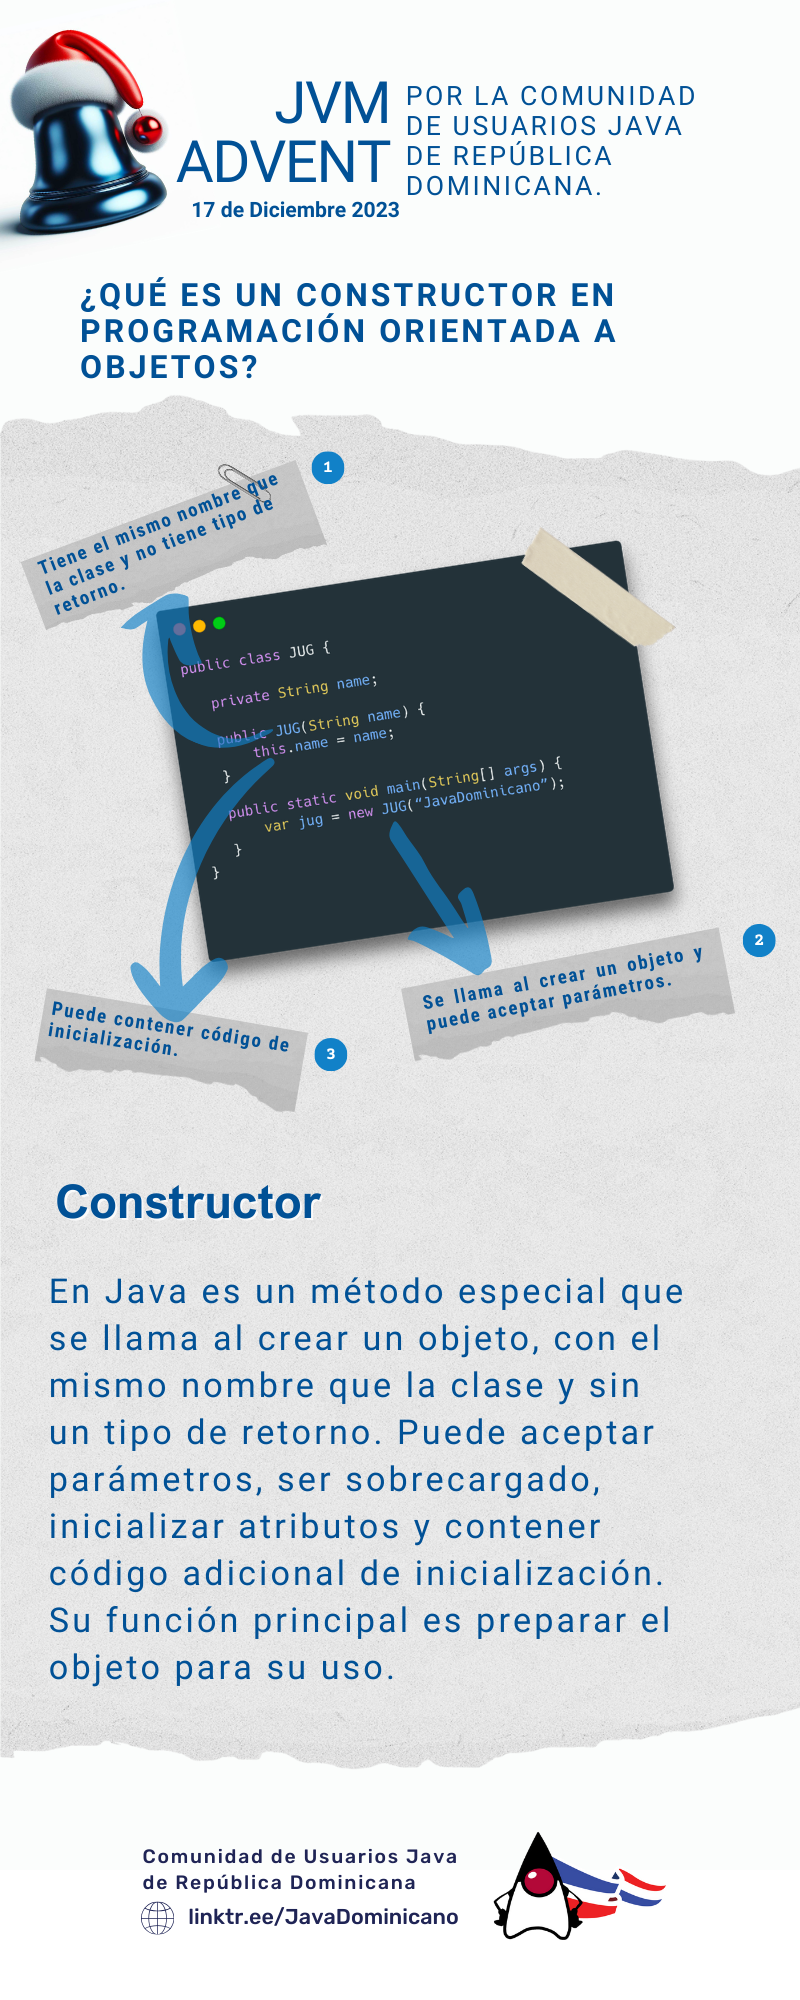 JVM
ADVENT
17 de Diciembre 2023
POR LA COMUNIDAD
DE USUARIOS JAVA
DE REPÚBLICA
DOMINICANA.
¿QUÉ ES UN CONSTRUCTOR EN
PROGRAMACIÓN ORIENTADA A
OBJETOS?
1
Tiene el mismo nombre que
la clase y no tiene tipo de
retorno.
public class JUG {
private String name;
public JUG(String name) {
this.name = name;
}
public static void main(String[] args) {
var jug = new JUG(“JavaDominicano”);
}
}
2
Se llama al crear un objeto y
puede aceptar parámetros.
Puede contener código de
inicialización.
3
Constructor
En Java es un método especial que
se llama al crear un objeto, con el
mismo nombre que la clase y sin
un tipo de retorno. Puede aceptar
parámetros, ser sobrecargado,
inicializar atributos y contener
código adicional de inicialización.
Su función principal es preparar el
objeto para su uso.
Comunidad de Usuarios Java
de República Dominicana
linktr.ee/JavaDominicano